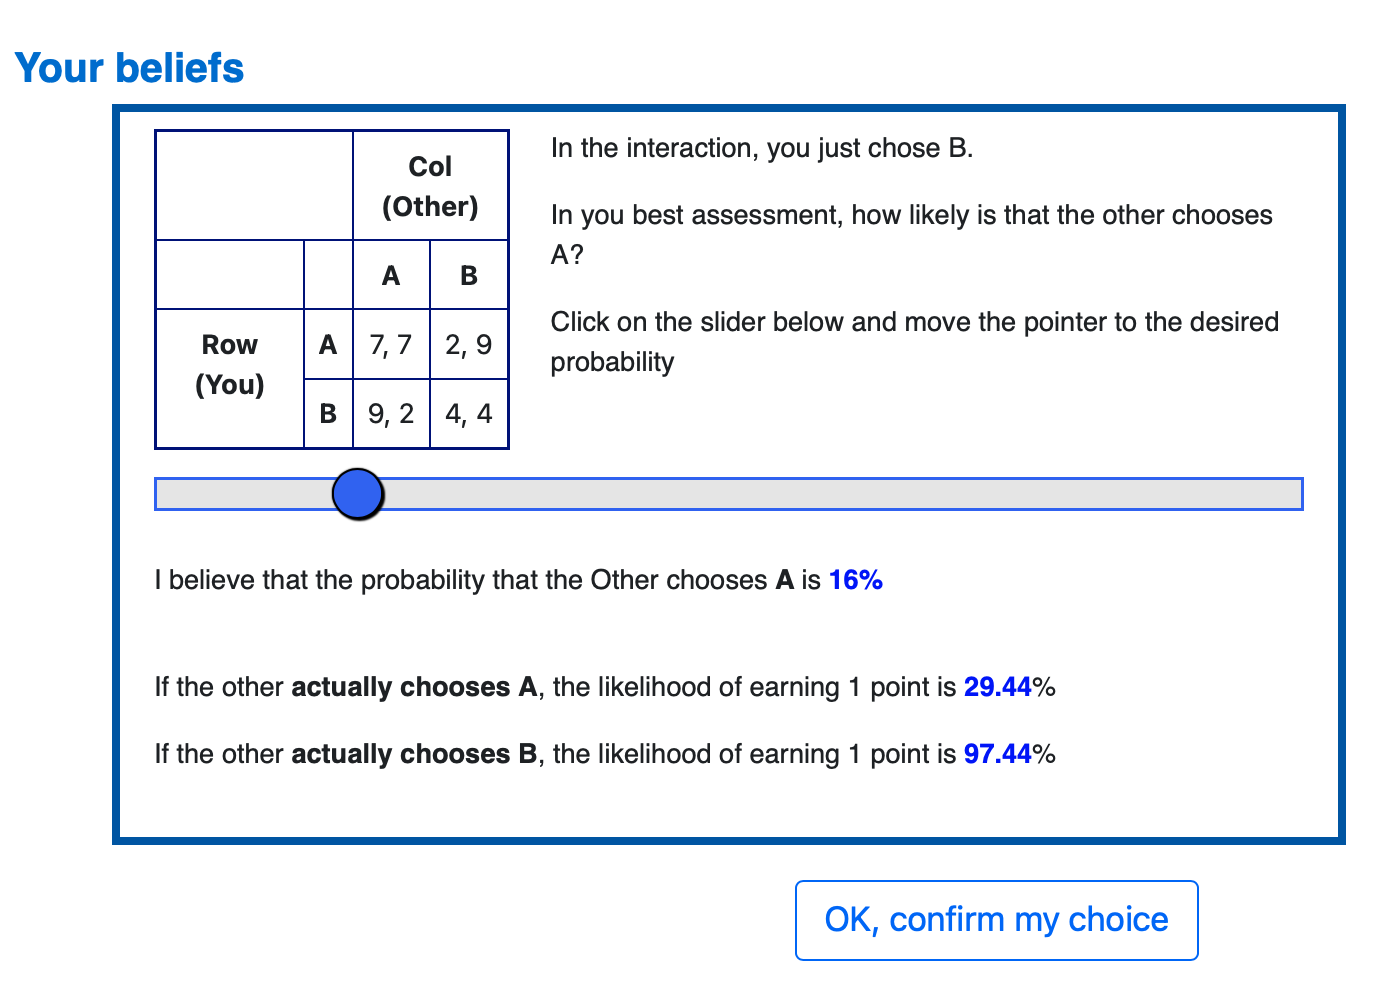 Your beliefs
Col
(Other)
A B
Row
(You)
A 7, 7 2, 9
B 9, 2 4, 4
In the interaction, you just chose B.
In you best assessment, how likely is that the other chooses
A?
Click on the slider below and move the pointer to the desired
probability
I believe that the probability that the Other chooses A is 16%
If the other actually chooses A, the likelihood of earning 1 point is 29.44%
If the other actually chooses B, the likelihood of earning 1 point is 97.44%
OK, confirm my choice